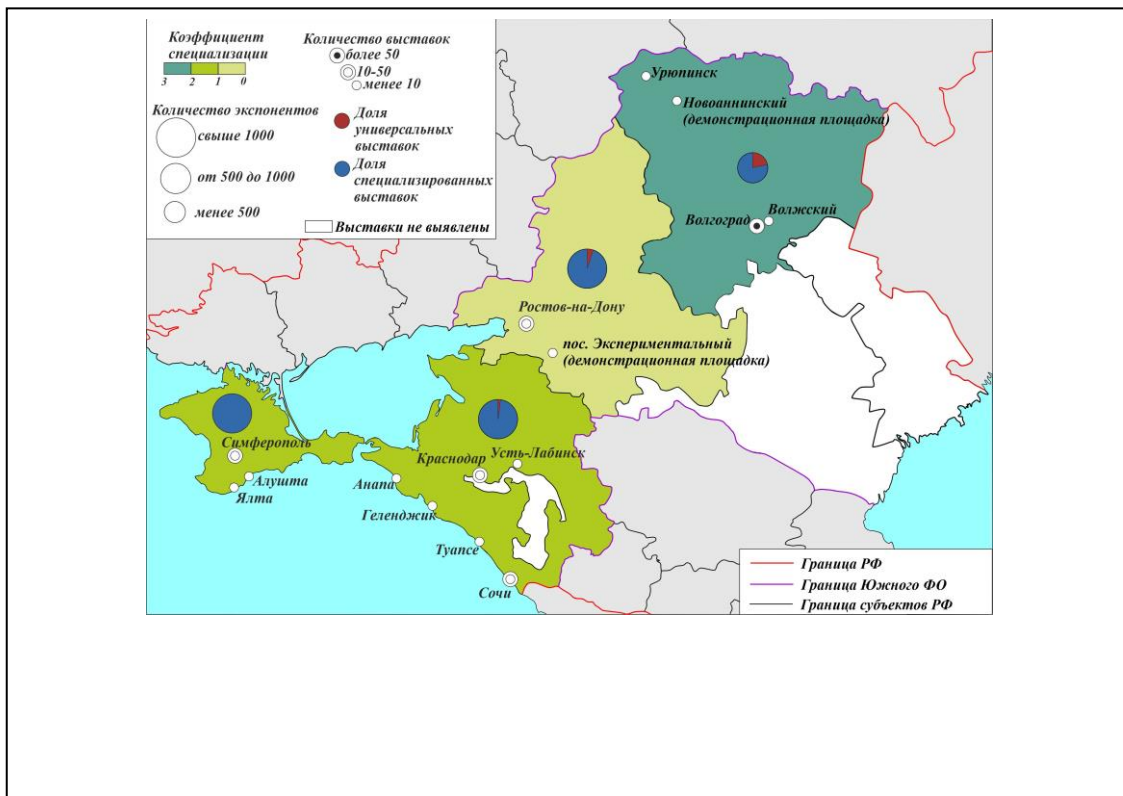 Коэффициент
специализации
3 2 1 0
Количество экспонентов
свыше 1000
от 500 до 1000
менее 500
Количество выставок
более 50
10-50
менее 10
Доля
универсальных
выставок
Доля
специализированных
выставок
Выставки не выявлены
Урюпинск
Новоаннинский
(демонстрационная площадка)
Волгоград
Волжский
Ростов-на-Дону
пос. Экспериментальный
(демонстрационная площадка)
Симферополь
Алушта
Ялта
Краснодар
Усть-Лабинск
Анапа
Геленджик
Туапсе
Сочи
Граница РФ
Граница Южного ФО
Граница субъектов РФ